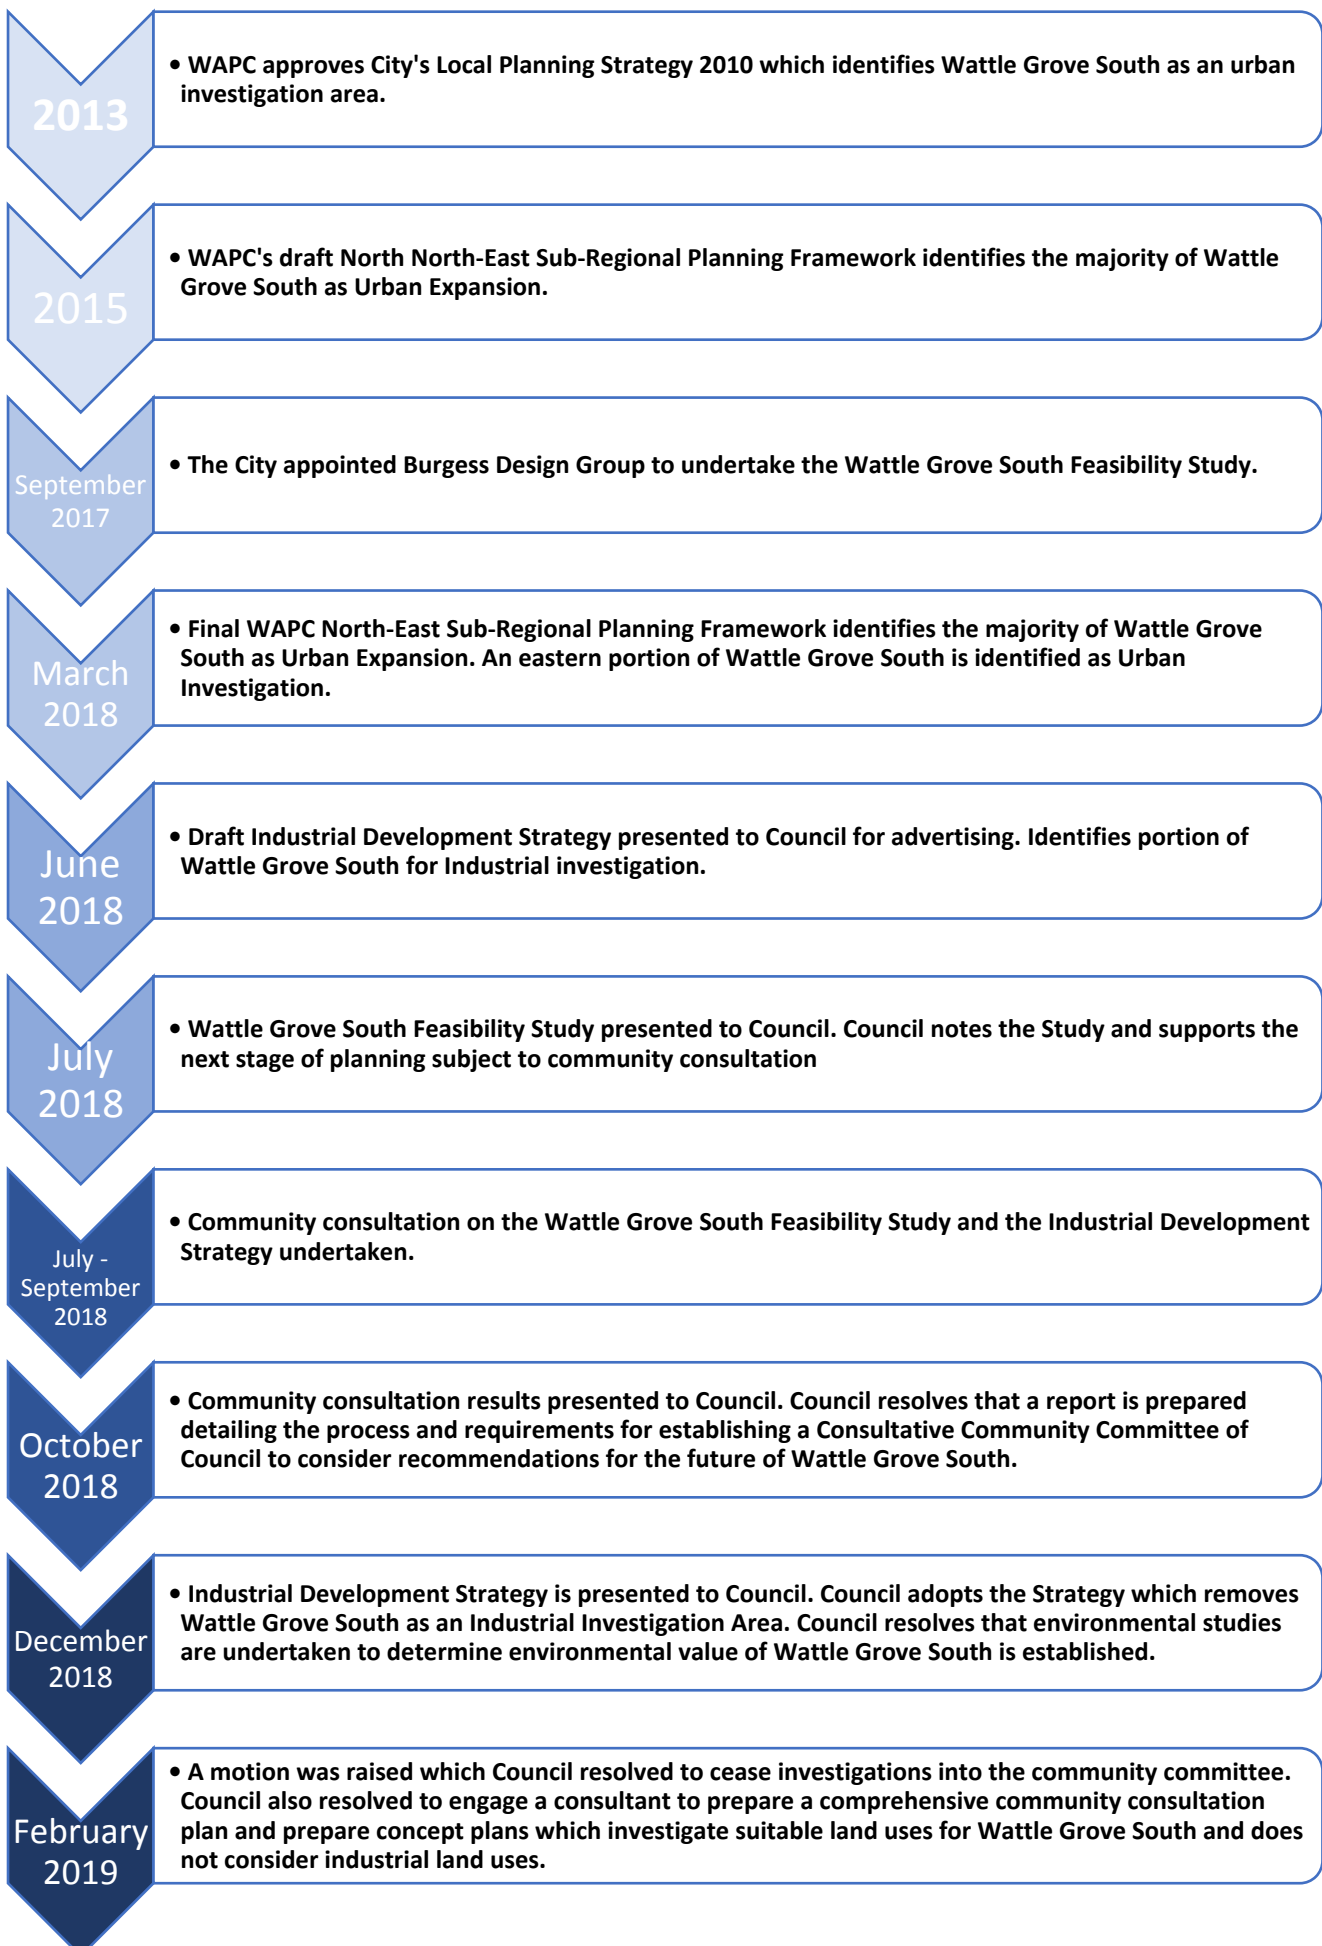 2013
• WAPC approves City's Local Planning Strategy 2010 which identifies Wattle Grove South as an urban
investigation area.
2015
• WAPC's draft North North-East Sub-Regional Planning Framework identifies the majority of Wattle
Grove South as Urban Expansion.
September
2017
• The City appointed Burgess Design Group to undertake the Wattle Grove South Feasibility Study.
March
2018
• Final WAPC North-East Sub-Regional Planning Framework identifies the majority of Wattle Grove
South as Urban Expansion. An eastern portion of Wattle Grove South is identified as Urban
Investigation.
June
2018
• Draft Industrial Development Strategy presented to Council for advertising. Identifies portion of
Wattle Grove South for Industrial investigation.
July
2018
• Wattle Grove South Feasibility Study presented to Council. Council notes the Study and supports the
next stage of planning subject to community consultation
July -
September
2018
• Community consultation on the Wattle Grove South Feasibility Study and the Industrial Development
Strategy undertaken.
October
2018
• Community consultation results presented to Council. Council resolves that a report is prepared
detailing the process and requirements for establishing a Consultative Community Committee of
Council to consider recommendations for the future of Wattle Grove South.
December
2018
• Industrial Development Strategy is presented to Council. Council adopts the Strategy which removes
Wattle Grove South as an Industrial Investigation Area. Council resolves that environmental studies
are undertaken to determine environmental value of Wattle Grove South is established.
February
2019
• A motion was raised which Council resolved to cease investigations into the community committee.
Council also resolved to engage a consultant to prepare a comprehensive community consultation
plan and prepare concept plans which investigate suitable land uses for Wattle Grove South and does
not consider industrial land uses.